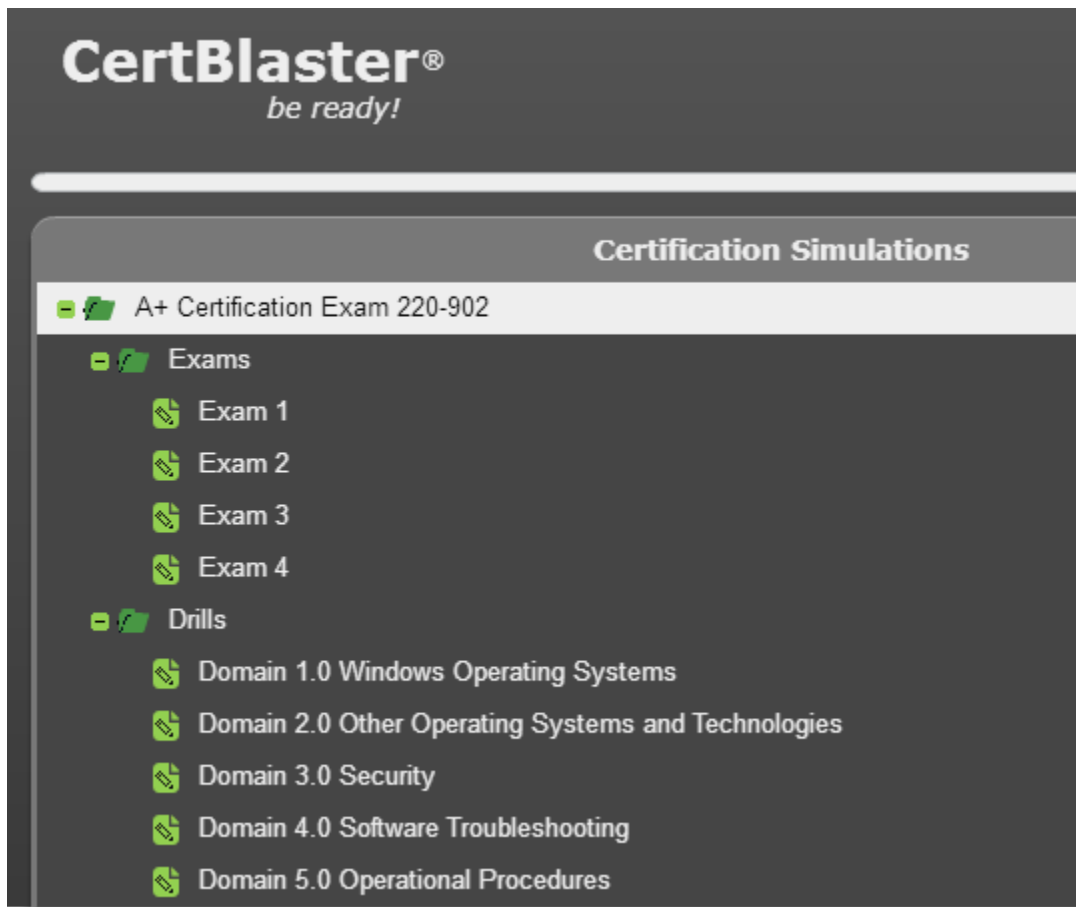 CertBlaster®
be ready!
Certification Simulations
A+ Certification Exam 220-902
Exams
Exam 1
Exam 2
Exam 3
Exam 4
Drills
Domain 1.0 Windows Operating Systems
Domain 2.0 Other Operating Systems and Technologies
Domain 3.0 Security
Domain 4.0 Software Troubleshooting
Domain 5.0 Operational Procedures